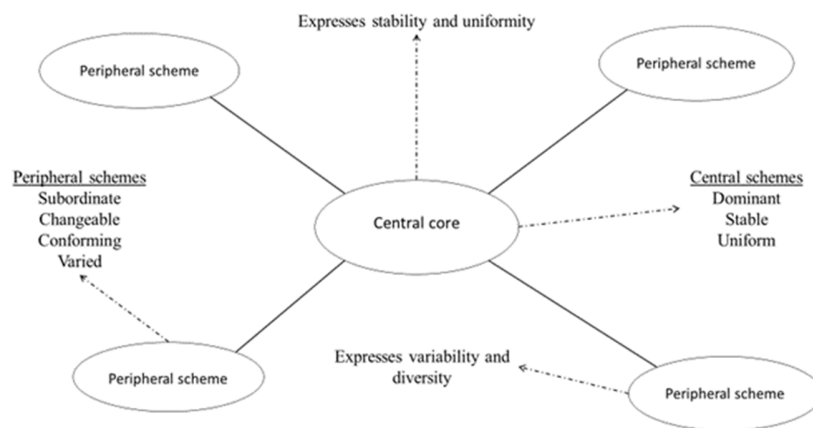 Expresses stability and uniformity
Peripheral scheme
Peripheral scheme
Peripheral schemes
Subordinate
Changeable
Conforming
Varied
Central core
Central schemes
Dominant
Stable
Uniform
Peripheral scheme
Expresses variability and
diversity
Peripheral scheme